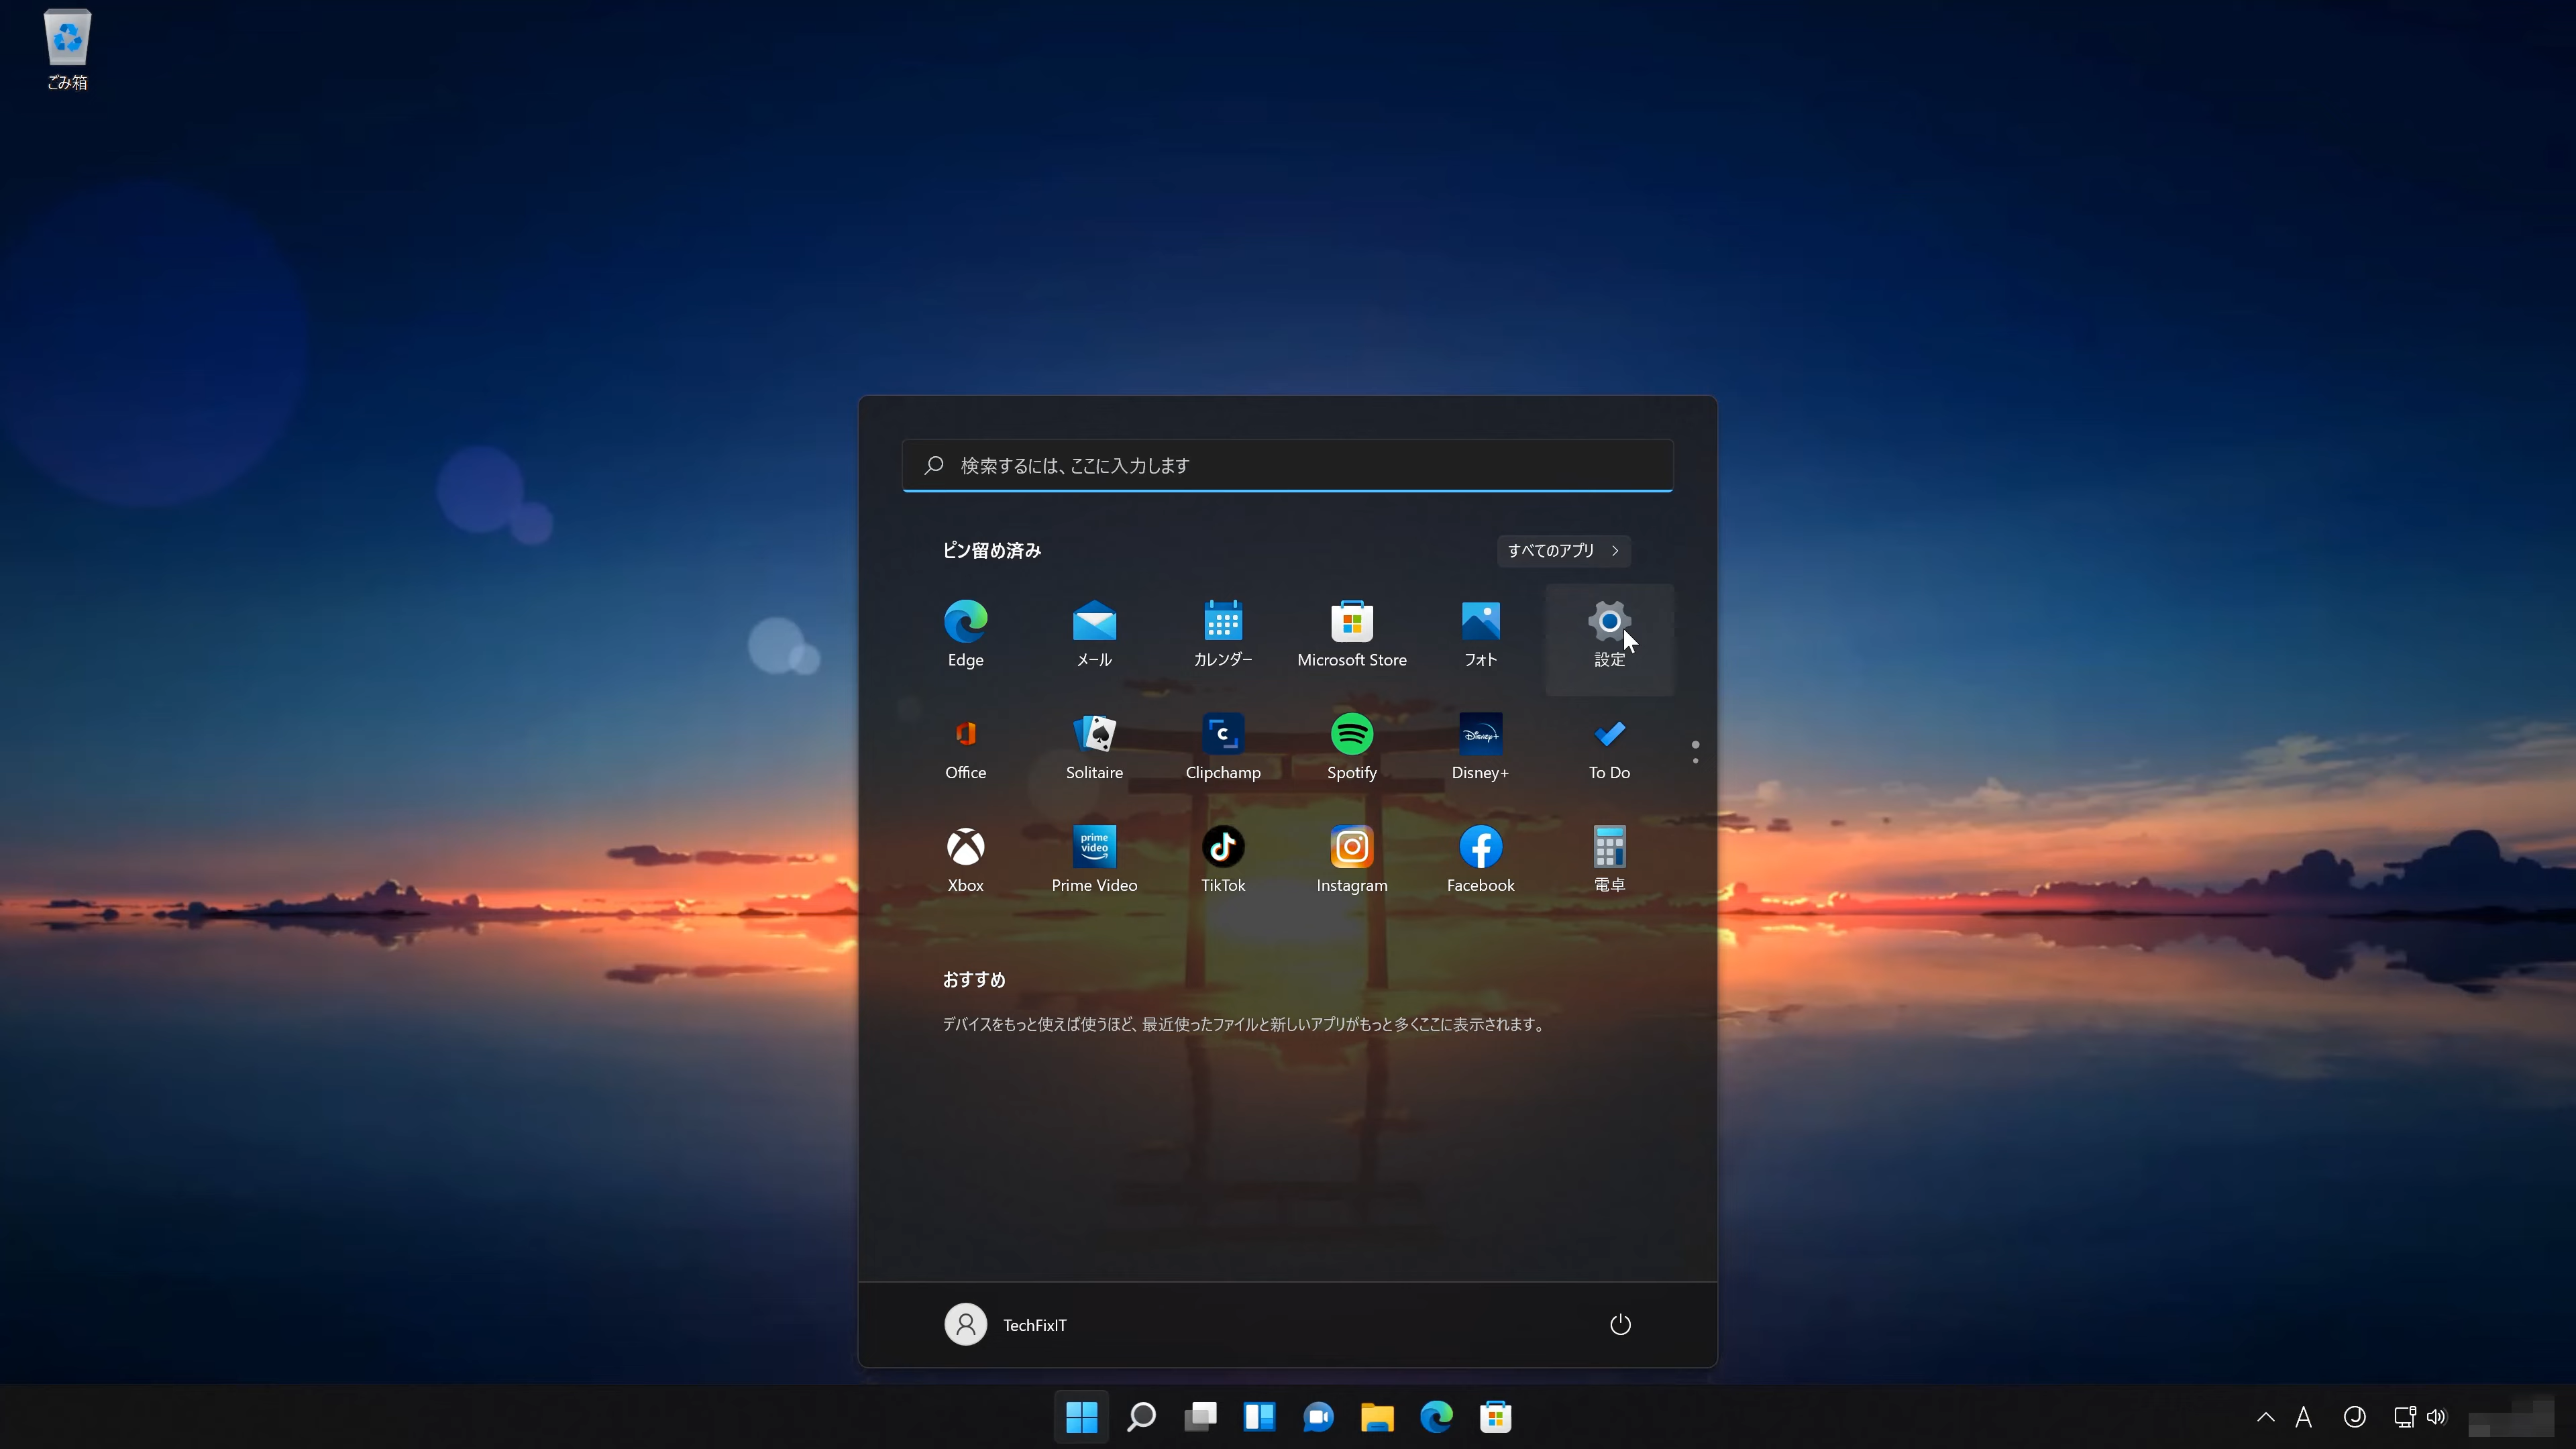 ごみ箱
検索するには、ここに入力します
ピン留め済み
すべてのアプリ
Edge
メール
カレンダー
Microsoft Store
フォト
設定
Office
Solitaire
Clipchamp
Spotify
Disney+
To Do
Xbox
prime video
Prime Video
TikTok
Instagram
Facebook
電卓
おすすめ
デバイスをもっと使えば使うほど、最近使ったファイルと新しいアプリがもっと多くここに表示されます。
TechFixIT
A